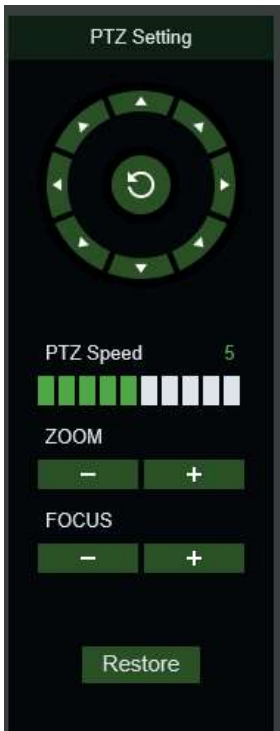 PTZ Setting
PTZ Speed 5
ZOOM
− +
FOCUS
− +
Restore